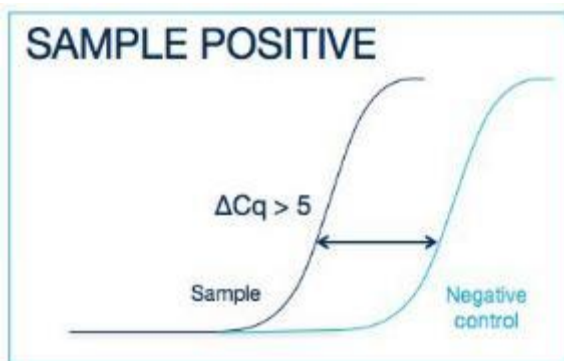 SAMPLE POSITIVE
ΔCq > 5
Sample
Negative
control